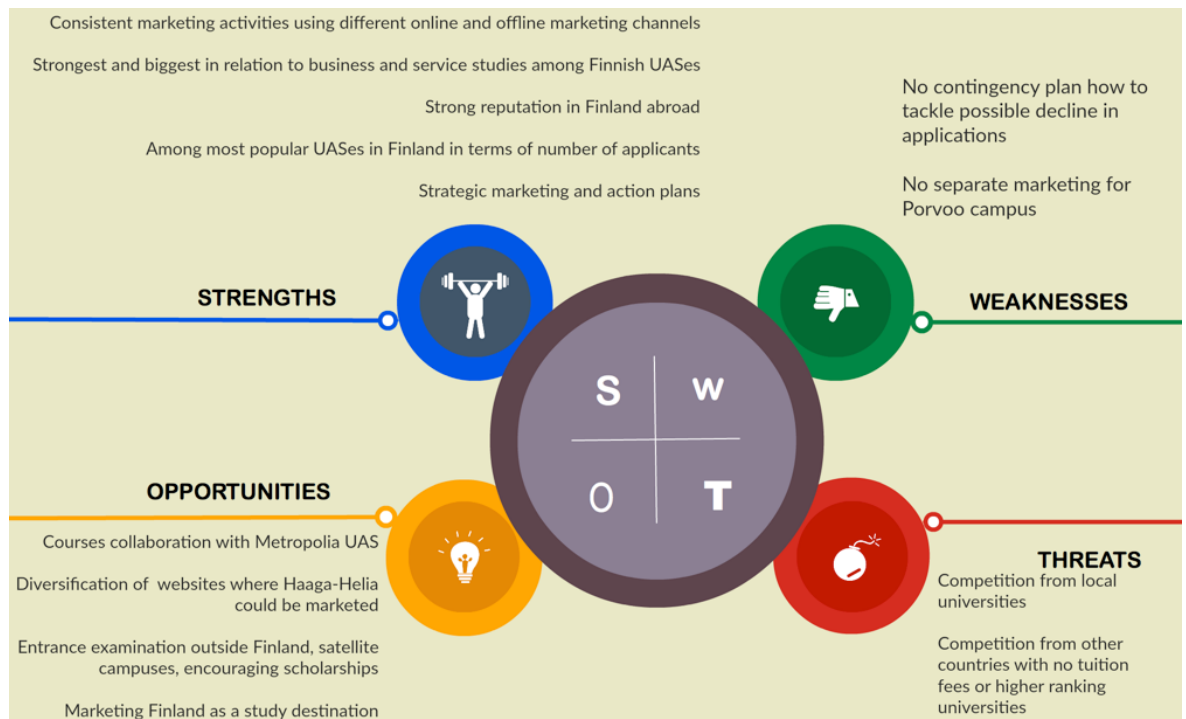 Consistent marketing activities using different online and offline marketing channels
Strongest and biggest in relation to business and service studies among Finnish UASes
Strong reputation in Finland abroad
Among most popular UASes in Finland in terms of number of applicants
Strategic marketing and action plans
STRENGTHS
No contingency plan how to
tackle possible decline in
applications
No separate marketing for
Porvoo campus
WEAKNESSES
S
W
O
T
OPPORTUNITIES
Courses collaboration with Metropolia UAS
Diversification of websites where Haaga-Helia
could be marketed
Entrance examination outside Finland, satellite
campuses, encouraging scholarships
Marketing Finland as a study destination
THREATS
Competition from local
universities
Competition from other
countries with no tuition
fees or higher ranking
universities